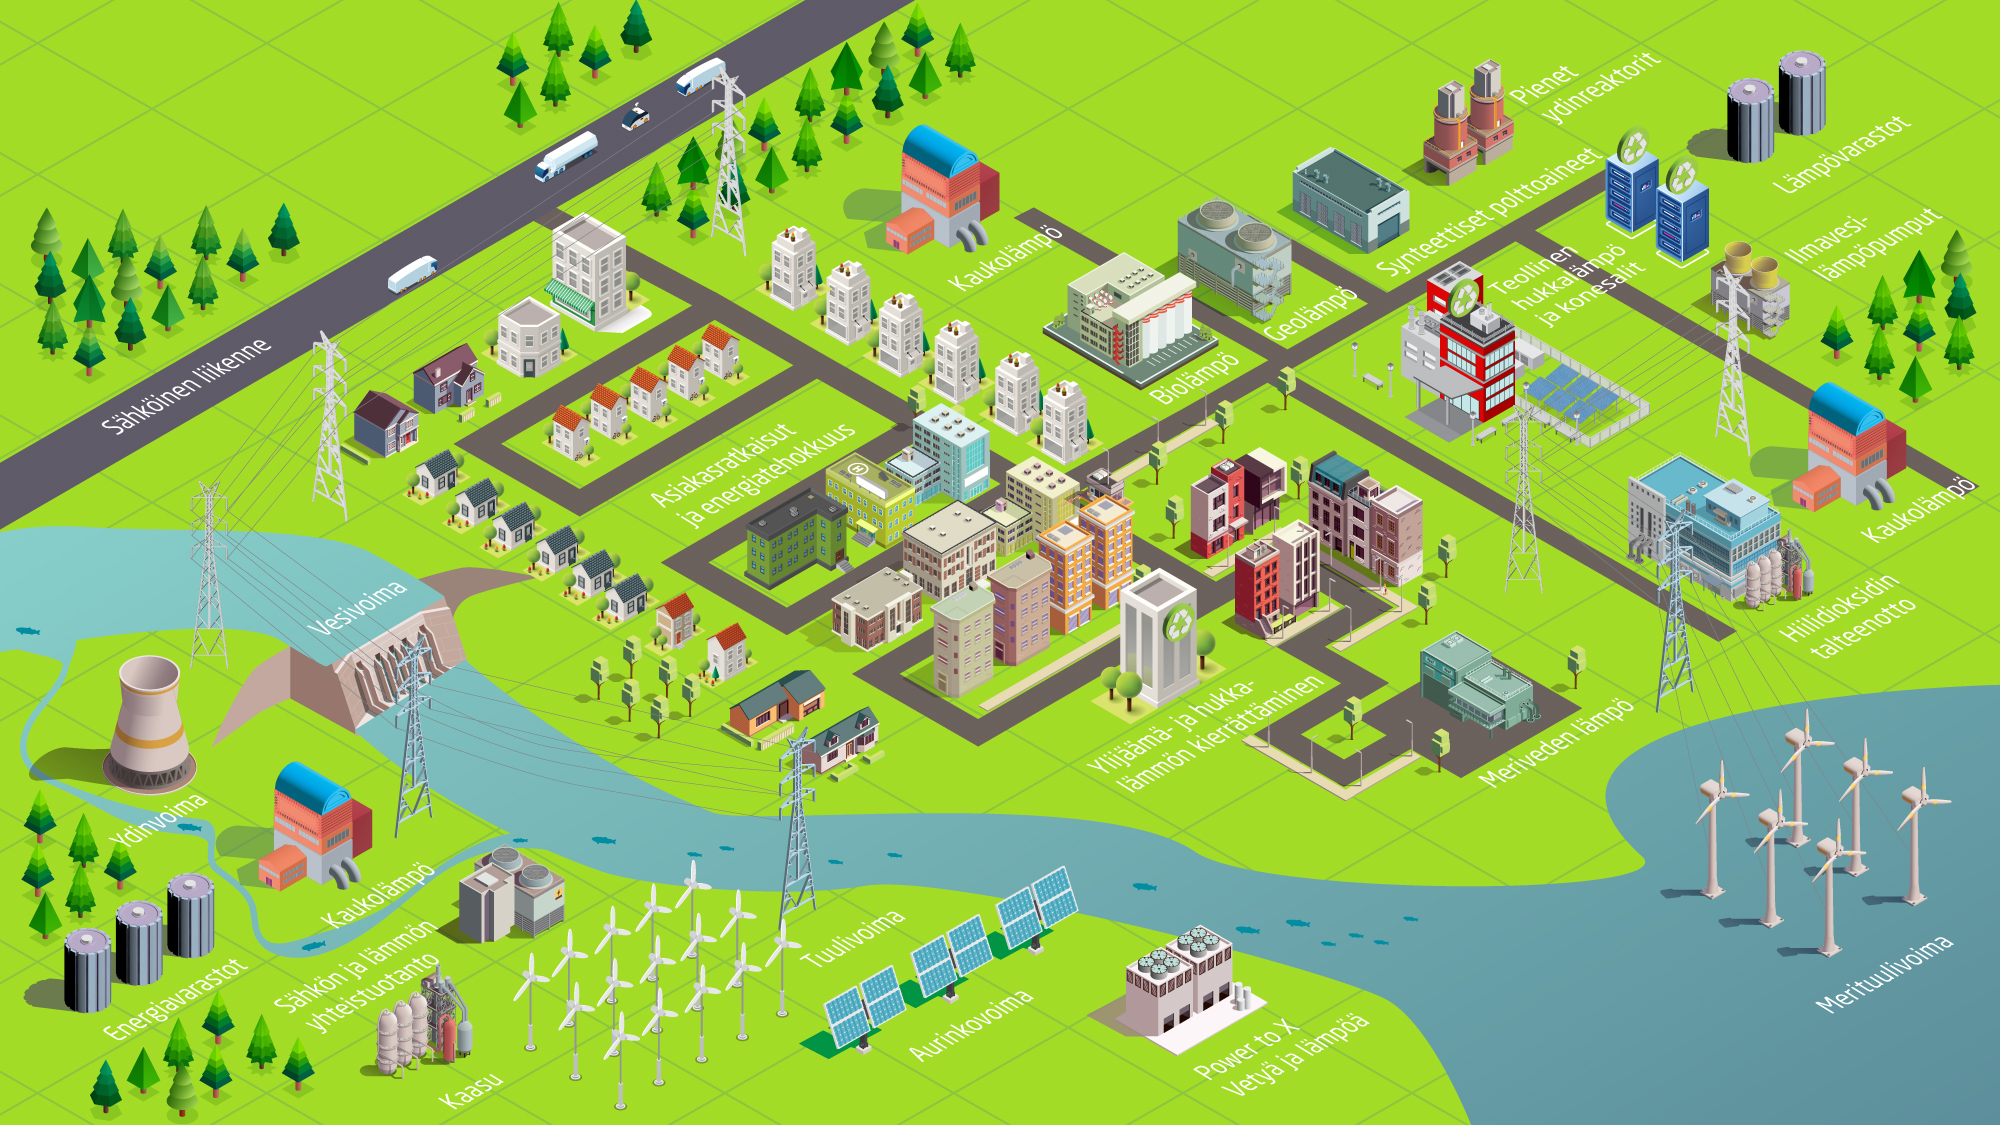 Pienet
ydinreaktorit
Lämpövarastot
Synteettiset polttoaineet
Ilmavesi-
lämpöpumput
Kaukolämpö
Teollinen
hukkalämpö
ja konesalit
Geolämpö
Biolämpö
Sähköinen liikenne
Asiakasratkaisut
ja energiatehokkuus
Kaukolämpö
Hiilidioksidin
talteenotto
Vesivoima
Ylijäämä- ja hukka-
lämmön kierrättäminen
Meriveden lämpö
Ydinvoima
Kaukolämpö
Energiavarastot
Sähkön ja lämmön
yhteistuotanto
Kaasu
Tuulivoima
Aurinkovoima
Power to X
Vetyä ja lämpöä
Merituulivoima